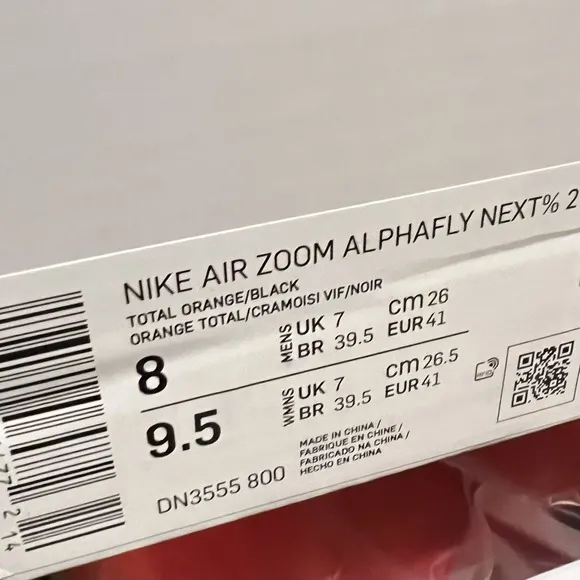 NIKE AIR ZOOM ALPHAFLY NEXT% 2
TOTAL ORANGE/BLACK
ORANGE TOTAL/CRAMOISI VIF/NOIR
8
MENS
UK 7 cm 26
BR 39.5 EUR 41
9.5
WMNS
UK 7 cm 26.5
BR 39.5 EUR 41
DN3555 800
MADE IN CHINA /
FABRIQUÉ EN CHINE /
FABRICADO NA CHINA /
HECHO EN CHINA